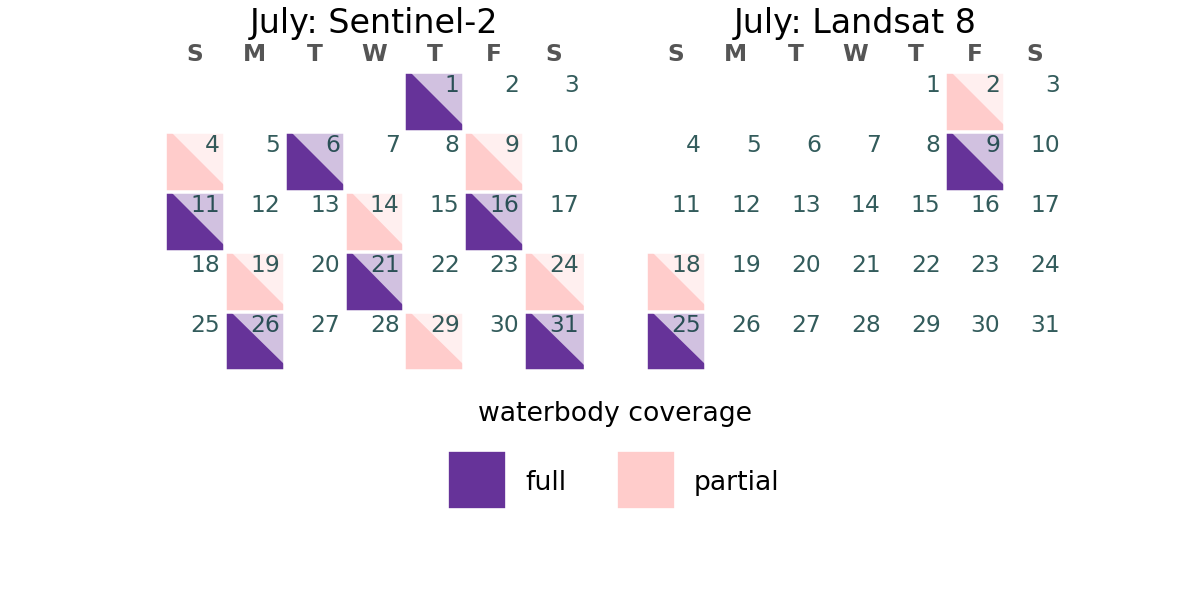 July: Sentinel-2
S M T W T F S
1 2 3
4 5 6 7 8 9 10
11 12 13 14 15 16 17
18 19 20 21 22 23 24
25 26 27 28 29 30 31
July: Landsat 8
S M T W T F S
1 2 3
4 5 6 7 8 9 10
11 12 13 14 15 16 17
18 19 20 21 22 23 24
25 26 27 28 29 30 31
waterbody coverage
full partial